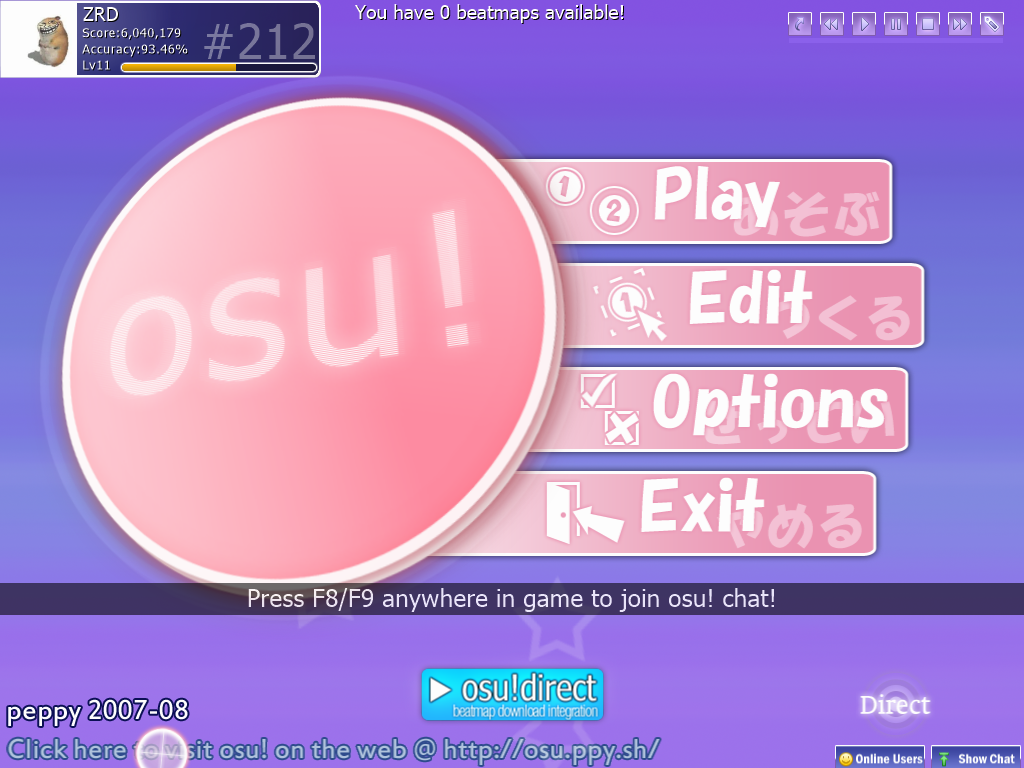 ZRD
Score:6,040,179
Accuracy:93.46%
Lv11
#212
You have 0 beatmaps available!
osu!
1 2 Play
あそぶ
1 Edit
つくる
Options
せってい
Exit
やめる
Press F8/F9 anywhere in game to join osu! chat!
osu!direct
beatmap download integration
Direct
peppy 2007-08
Click here to visit osu! on the web @ http://osu.ppy.sh/
Online Users
Show Chat